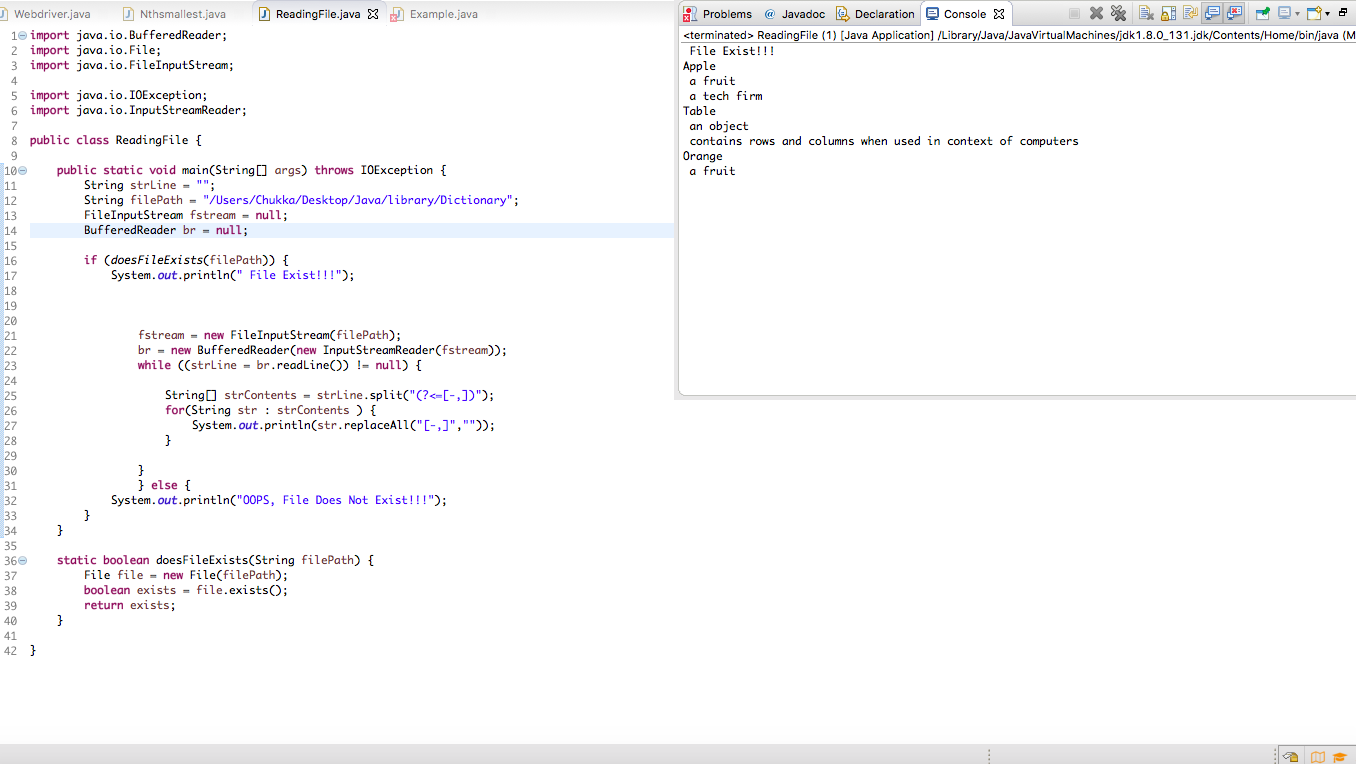 Webdriver.java Nthsmallest.java ReadingFile.java Example.java
1 import java.io.BufferedReader;
2 import java.io.File;
3 import java.io.FileInputStream;
4
5 import java.io.IOException;
6 import java.io.InputStreamReader;
7
8 public class ReadingFile {
9
10 public static void main(String[] args) throws IOException {
11 String strLine = "";
12 String filePath = "/Users/Chukka/Desktop/Java/library/Dictionary";
13 FileInputStream fstream = null;
14 BufferedReader br = null;
15
16 if (doesFileExists(filePath)) {
17 System.out.println(" File Exist!!!");
18
19
20
21 fstream = new FileInputStream(filePath);
22 br = new BufferedReader(new InputStreamReader(fstream));
23 while ((strLine = br.readLine()) != null) {
24
25 String[] strContents = strLine.split("(?<=[-,])");
26 for(String str : strContents ) {
27 System.out.println(str.replaceAll("[-,]",""));
28 }
29
30 }
31 } else {
32 System.out.println("OOPS, File Does Not Exist!!!");
33 }
34 }
35
36 static boolean doesFileExists(String filePath) {
37 File file = new File(filePath);
38 boolean exists = file.exists();
39 return exists;
40 }
41
42 }
Problems @ Javadoc Declaration Console
<terminated> ReadingFile (1) [Java Application] /Library/Java/JavaVirtualMachines/jdk1.8.0_131.jdk/Contents/Home/bin/java (M
File Exist!!!
Apple
a fruit
a tech firm
Table
an object
contains rows and columns when used in context of computers
Orange
a fruit